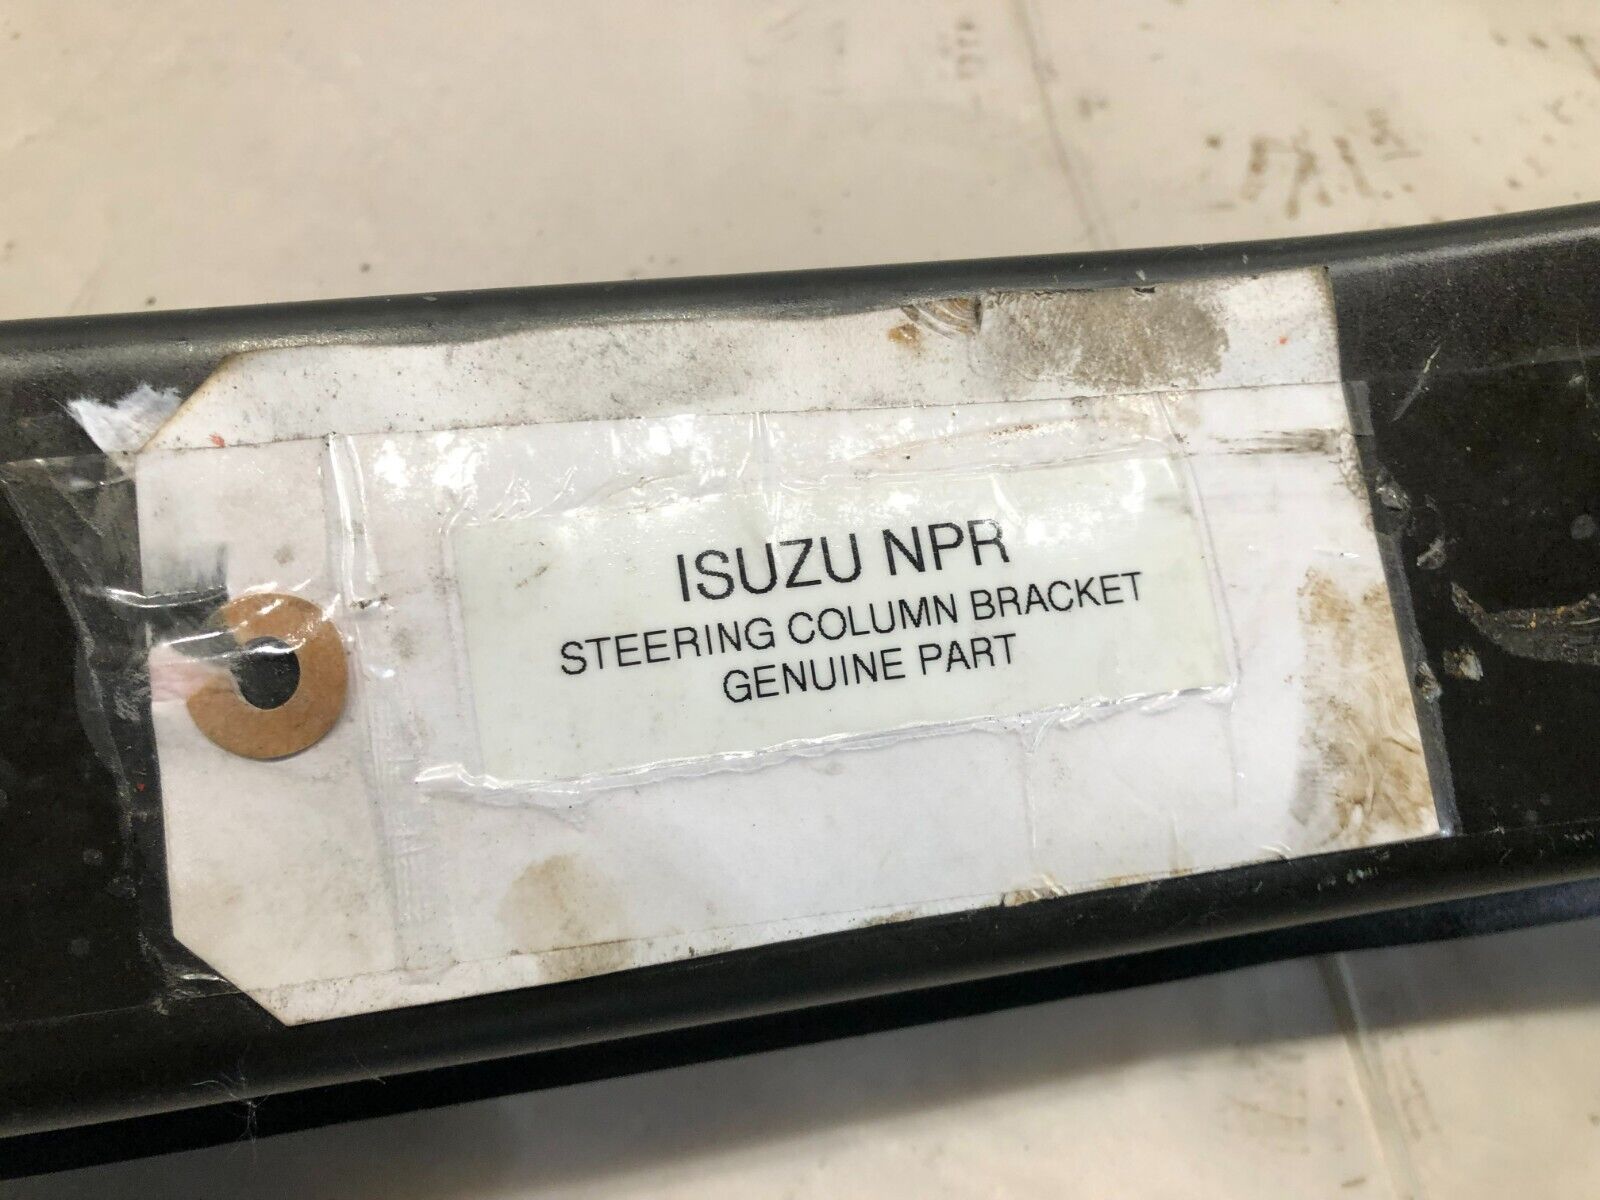 ISUZU NPR
STEERING COLUMN BRACKET
GENUINE PART